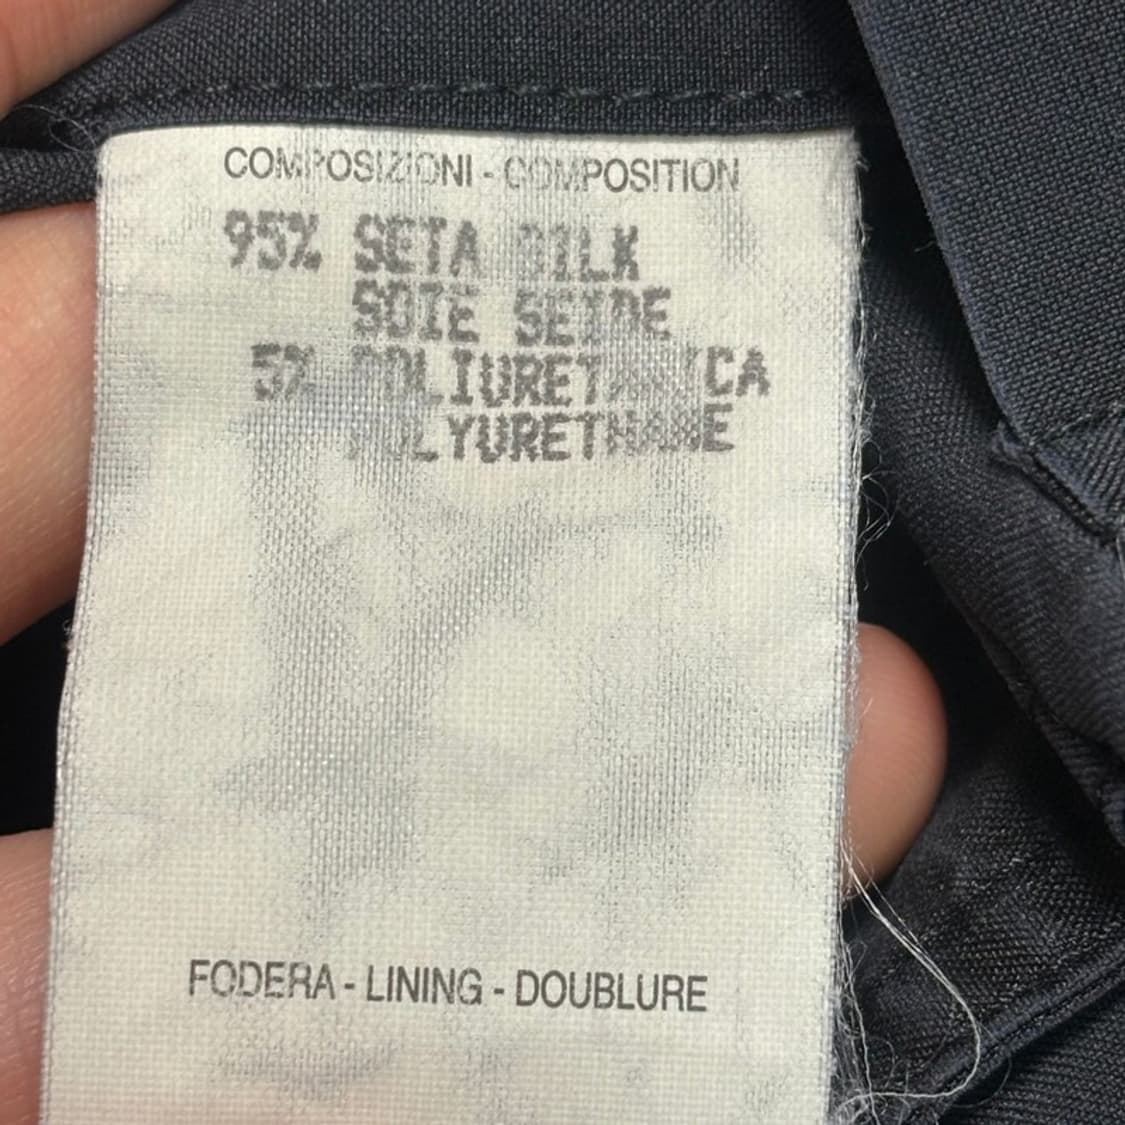 COMPOSIZIONI - COMPOSITION
95% SETA SILK
SOIE SEIDE
5% POLIURETANICA
POLYURETHANE
FODERA - LINING - DOUBLURE